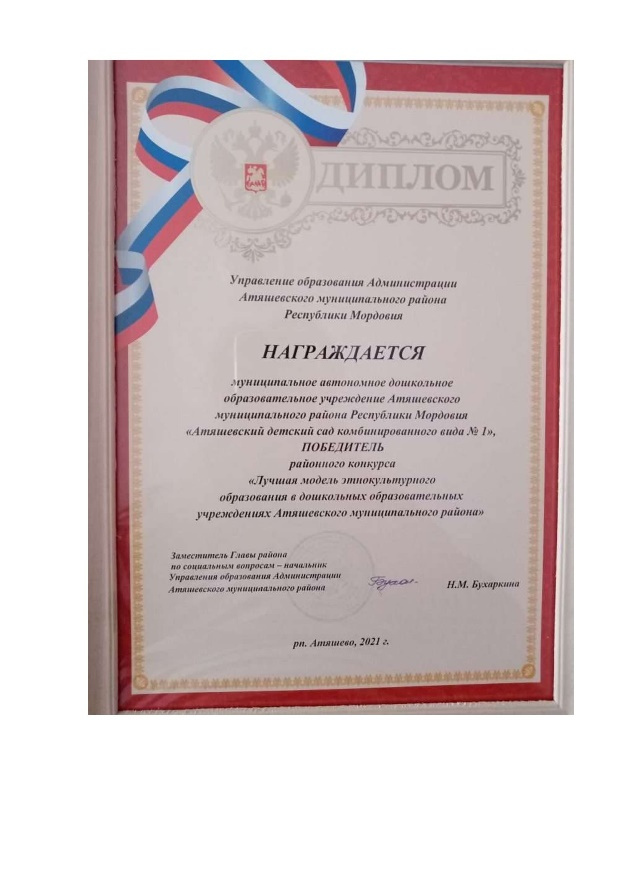 ДИПЛОМ
Управление образования Администрации
Атяшевского муниципального района
Республики Мордовия
НАГРАЖДАЕТСЯ
муниципальное автономное дошкольное
образовательное учреждение Атяшевского
муниципального района Республики Мордовия
«Атяшевский детский сад комбинированного вида № 1»,
ПОБЕДИТЕЛЬ
районного конкурса
«Лучшая модель этнокультурного
образования в дошкольных образовательных
учреждениях Атяшевского муниципального района»
Заместитель Главы района
по социальным вопросам – начальник
Управления образования Администрации
Атяшевского муниципального района
Н.М. Бухаркина
рп. Атяшево, 2021 г.